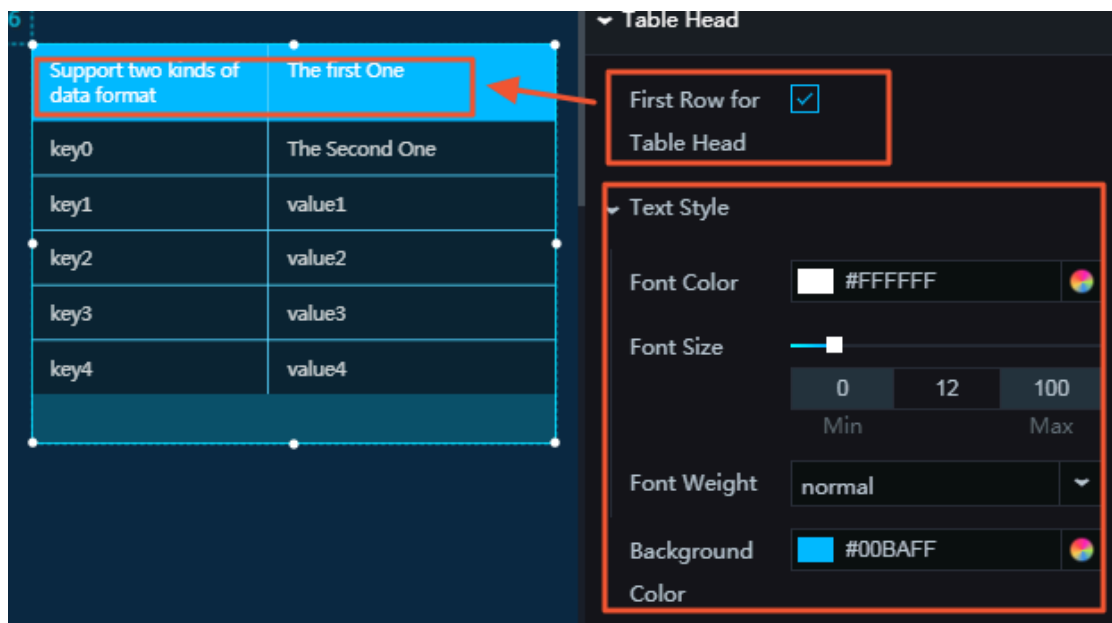 6
Support two kinds of
data format
The first One
key0
The Second One
key1
value1
key2
value2
key3
value3
key4
value4
Table Head
First Row for
Table Head
Text Style
Font Color
#FFFFFF
Font Size
0
12
100
Min
Max
Font Weight
normal
Background
Color
#00BAFF